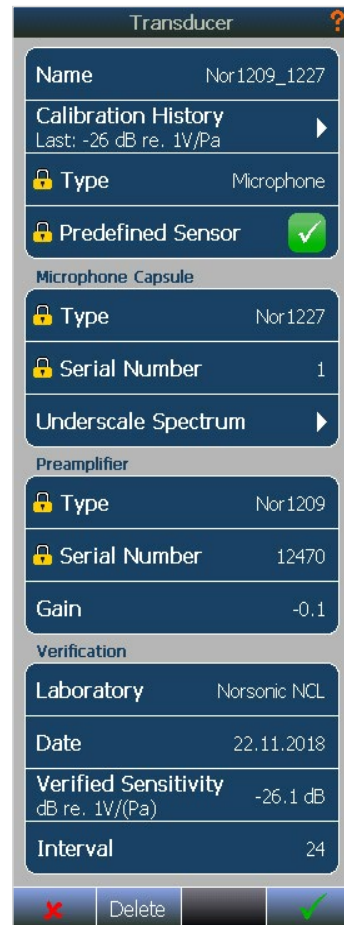 Transducer ?
Name Nor1209_1227
Calibration History
Last: -26 dB re. 1V/Pa
Type Microphone
Predefined Sensor
Microphone Capsule
Type Nor1227
Serial Number 1
Underscale Spectrum
Preamplifier
Type Nor1209
Serial Number 12470
Gain -0.1
Verification
Laboratory Norsonic NCL
Date 22.11.2018
Verified Sensitivity -26.1 dB
dB re. 1V/(Pa)
Interval 24
Delete